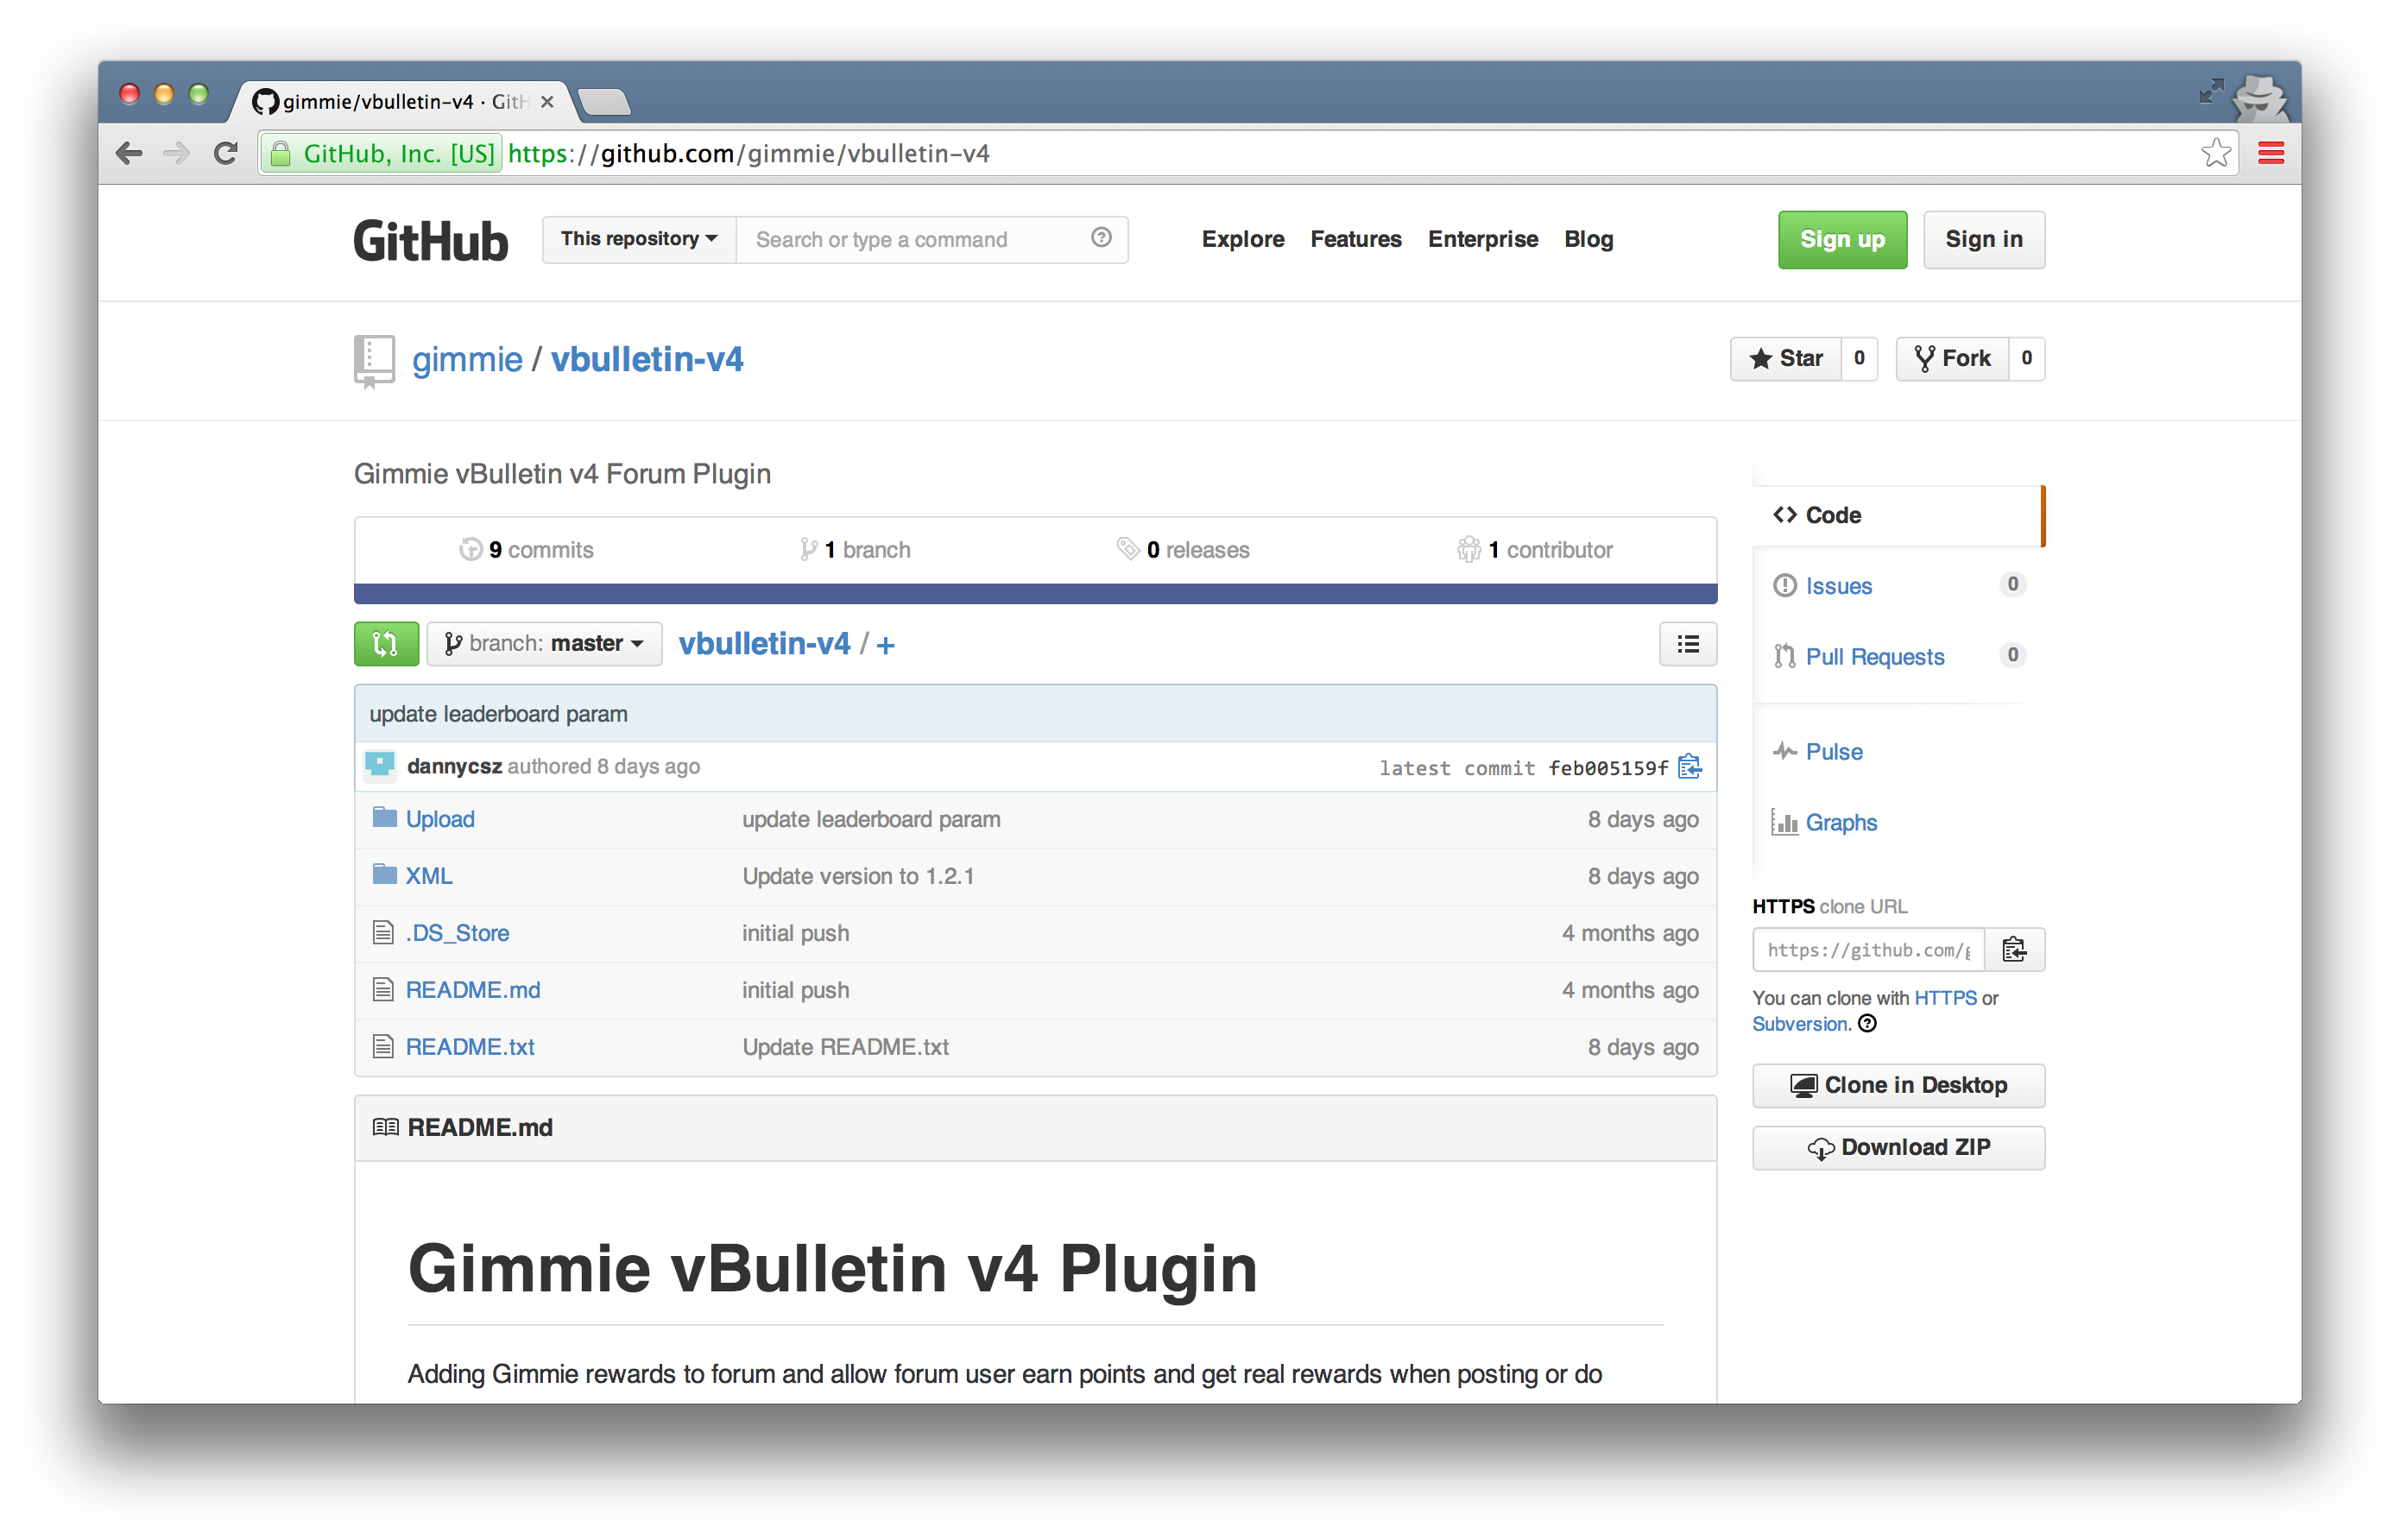 gimmie/vbulletin-v4 · GitH
GitHub, Inc. [US] https://github.com/gimmie/vbulletin-v4
GitHub This repository Search or type a command Explore Features Enterprise Blog Sign up Sign in
gimmie / vbulletin-v4 Star 0 Fork 0
Gimmie vBulletin v4 Forum Plugin
9 commits 1 branch 0 releases 1 contributor
branch: master vbulletin-v4 / +
update leaderboard param
dannycsz authored 8 days ago latest commit feb005159f
Upload update leaderboard param 8 days ago
XML Update version to 1.2.1 8 days ago
.DS_Store initial push 4 months ago
README.md initial push 4 months ago
README.txt Update README.txt 8 days ago
README.md
Gimmie vBulletin v4 Plugin
Adding Gimmie rewards to forum and allow forum user earn points and get real rewards when posting or do
Code
Issues 0
Pull Requests 0
Pulse
Graphs
HTTPS clone URL
https://github.com/g
You can clone with HTTPS or
Subversion.
Clone in Desktop
Download ZIP